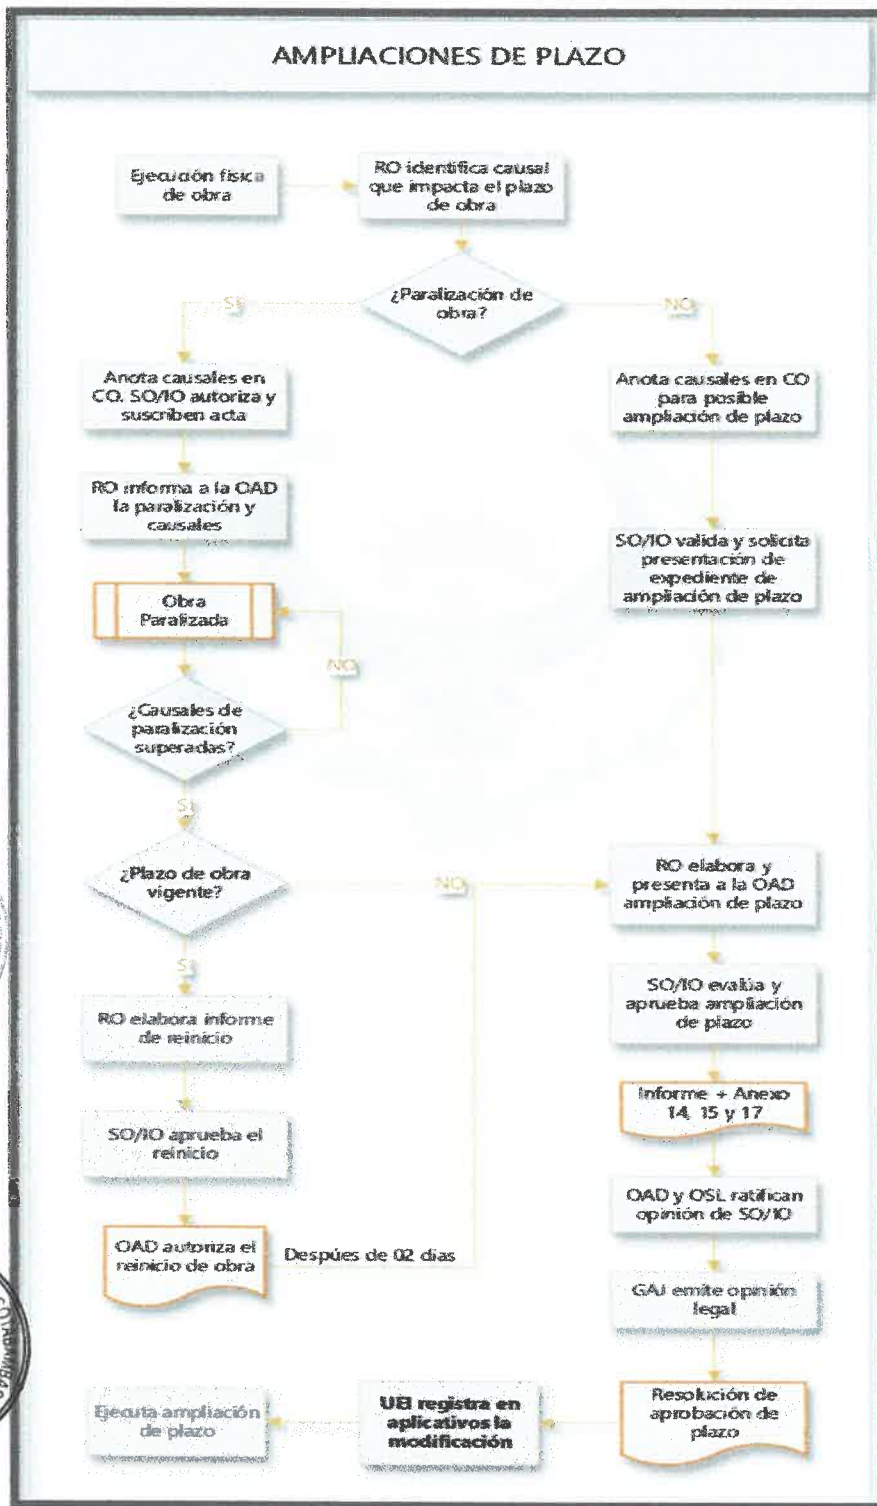 AMPLIACIONES DE PLAZO
Ejecución física
de obra
RO identifica causal
que impacta el plazo
de obra
¿Paralización de
obra?
SI
NO
Anota causales en
CO. SO/IO autoriza y
suscriben acta
Anota causales en CO
para posible
ampliación de plazo
RO informa a la OAD
la paralización y
causales
SO/IO valida y solicita
presentación de
expediente de
ampliación de plazo
Obra
Paralizada
NO
¿Causales de
paralización
superadas?
SI
¿Plazo de obra
vigente?
NO
RO elabora y
presenta a la OAD
ampliación de plazo
SI
RO elabora informe
de reinicio
SO/IO evalúa y
aprueba ampliación
de plazo
SO/IO aprueba el
reinicio
Informe + Anexo
14, 15 y 17
OAD autoriza el
reinicio de obra
Despúes de 02 dias
OAD y OSL ratifican
opinión de SO/IO
GAJ emite opinión
legal
Ejecuta ampliación
de plazo
UEI registra en
aplicativos la
modificación
Resolución de
aprobación de
plazo